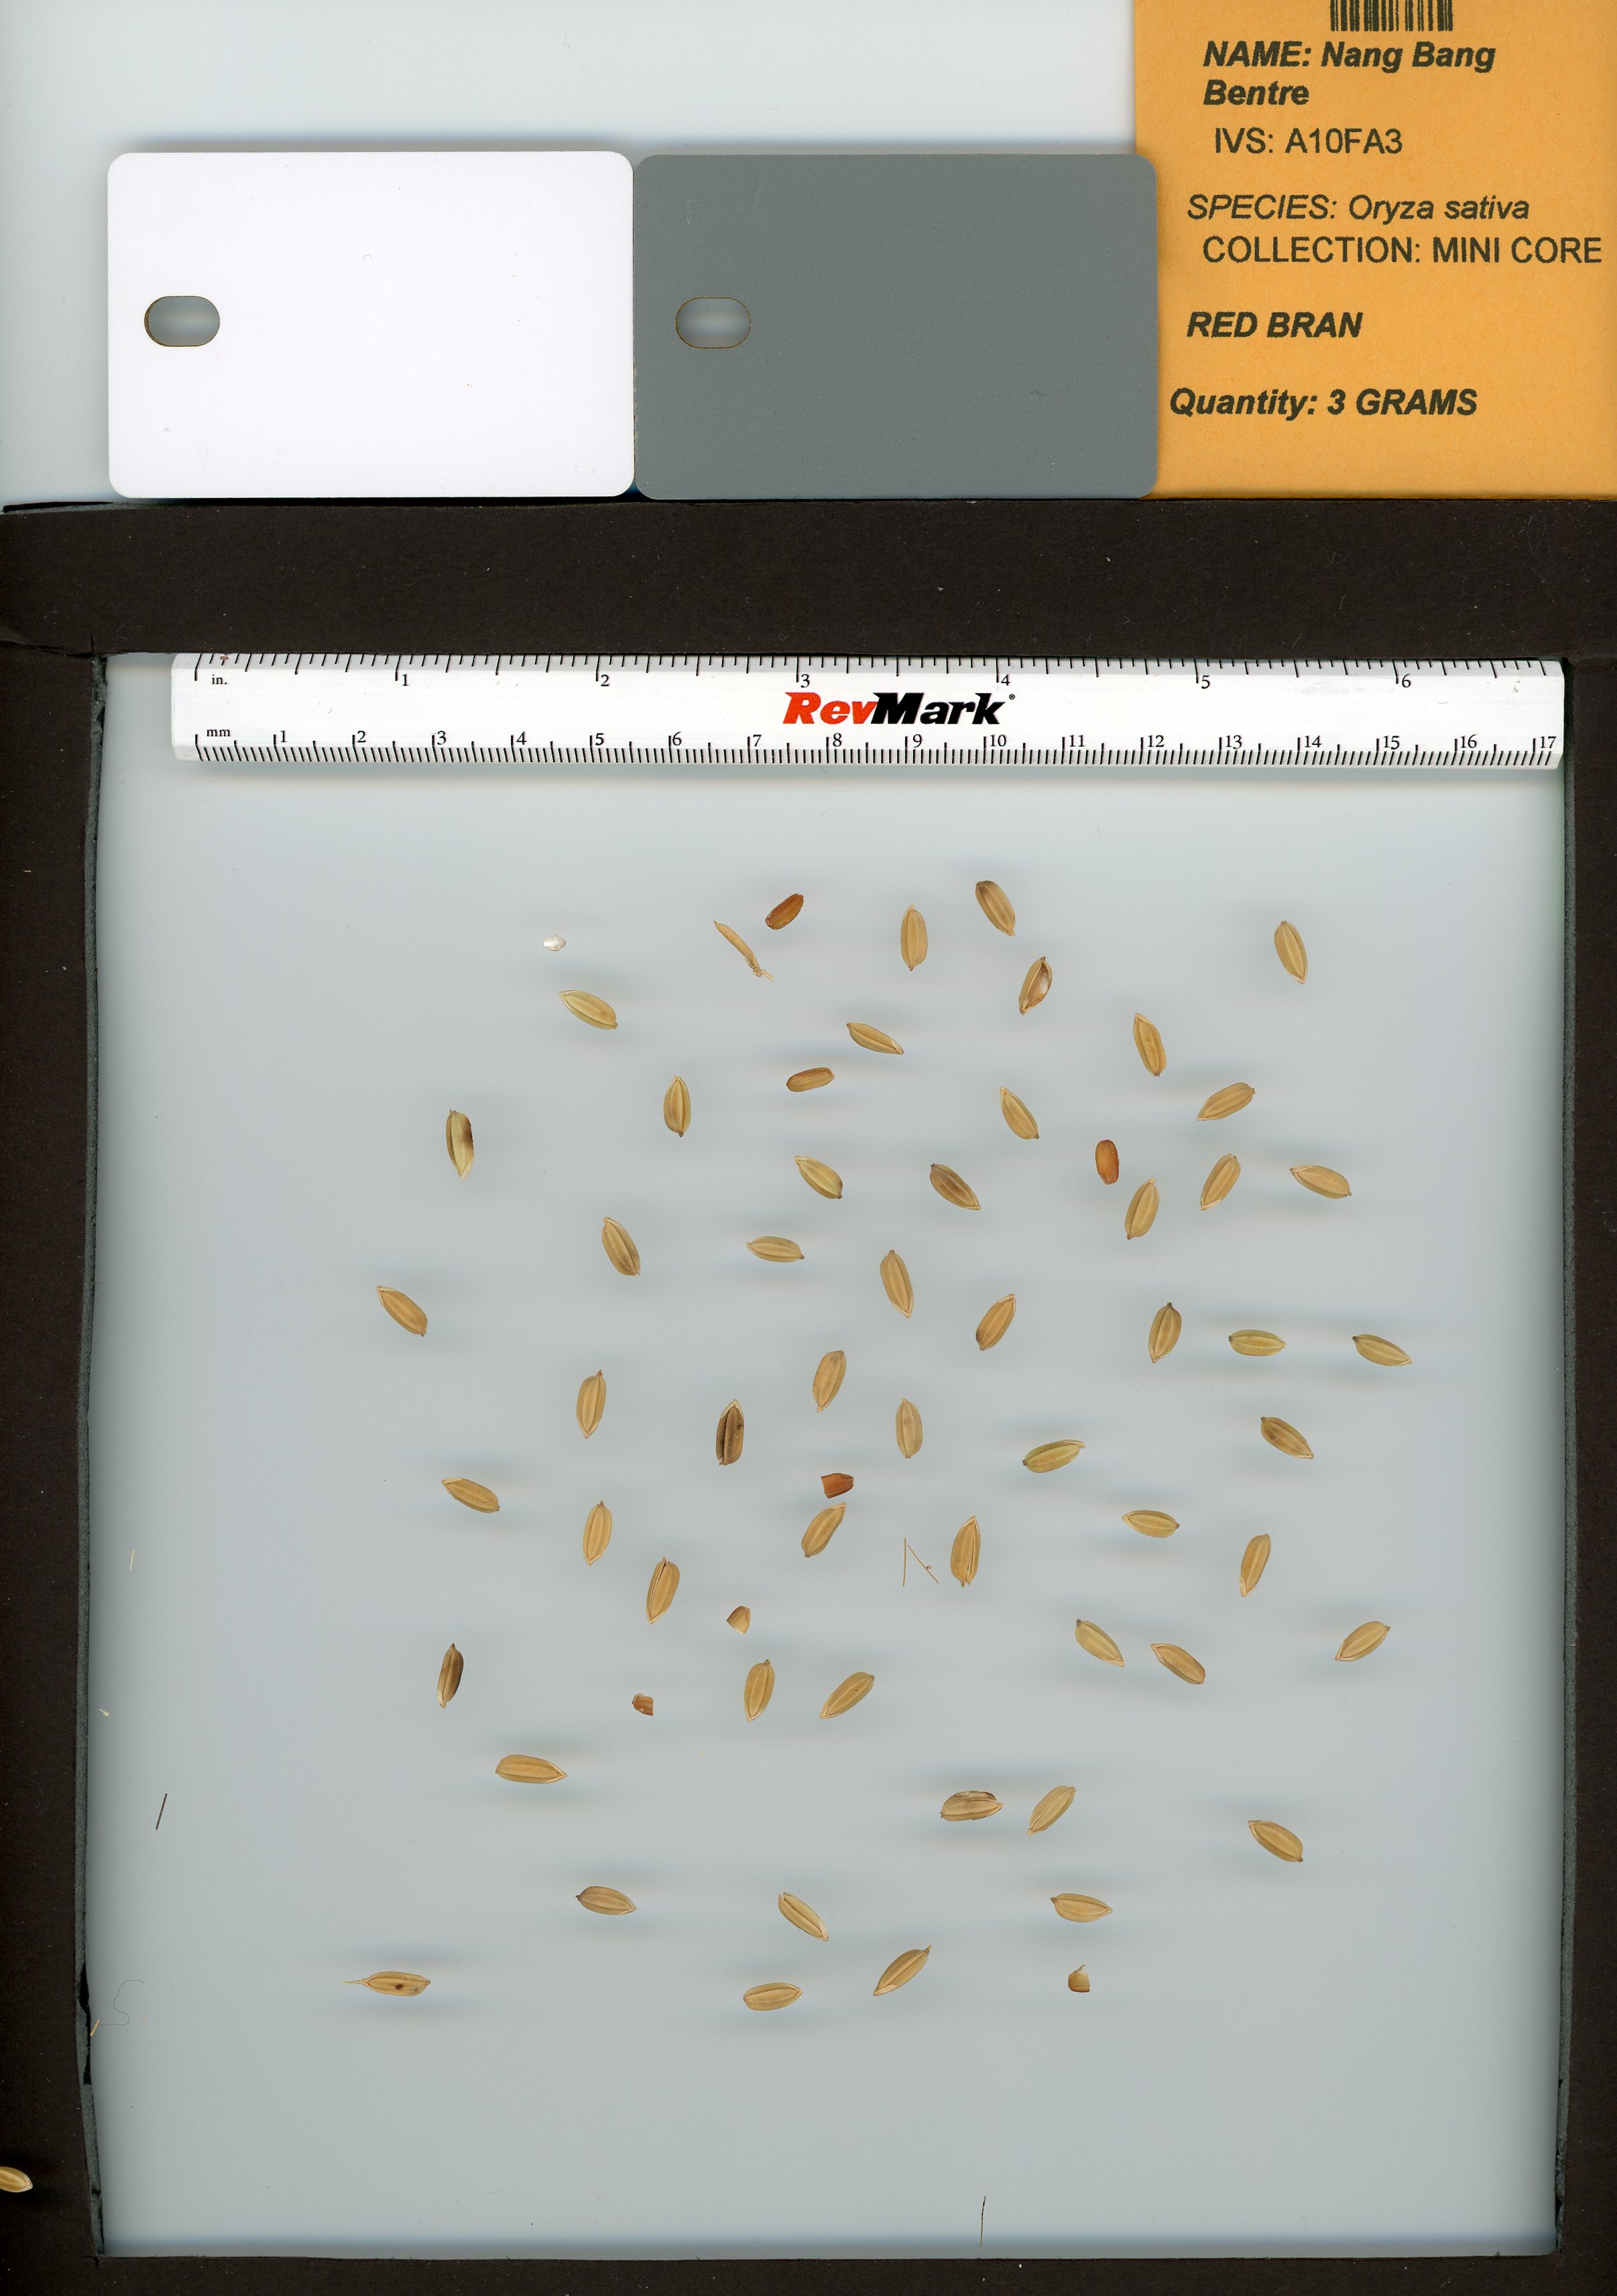 NAME: Nang Bang
Bentre
IVS: A10FA3
SPECIES: Oryza sativa
COLLECTION: MINI CORE
RED BRAN
Quantity: 3 GRAMS
in. 1 2 3 4 5 6
RevMark®
mm 1 2 3 4 5 6 7 8 9 10 11 12 13 14 15 16 17